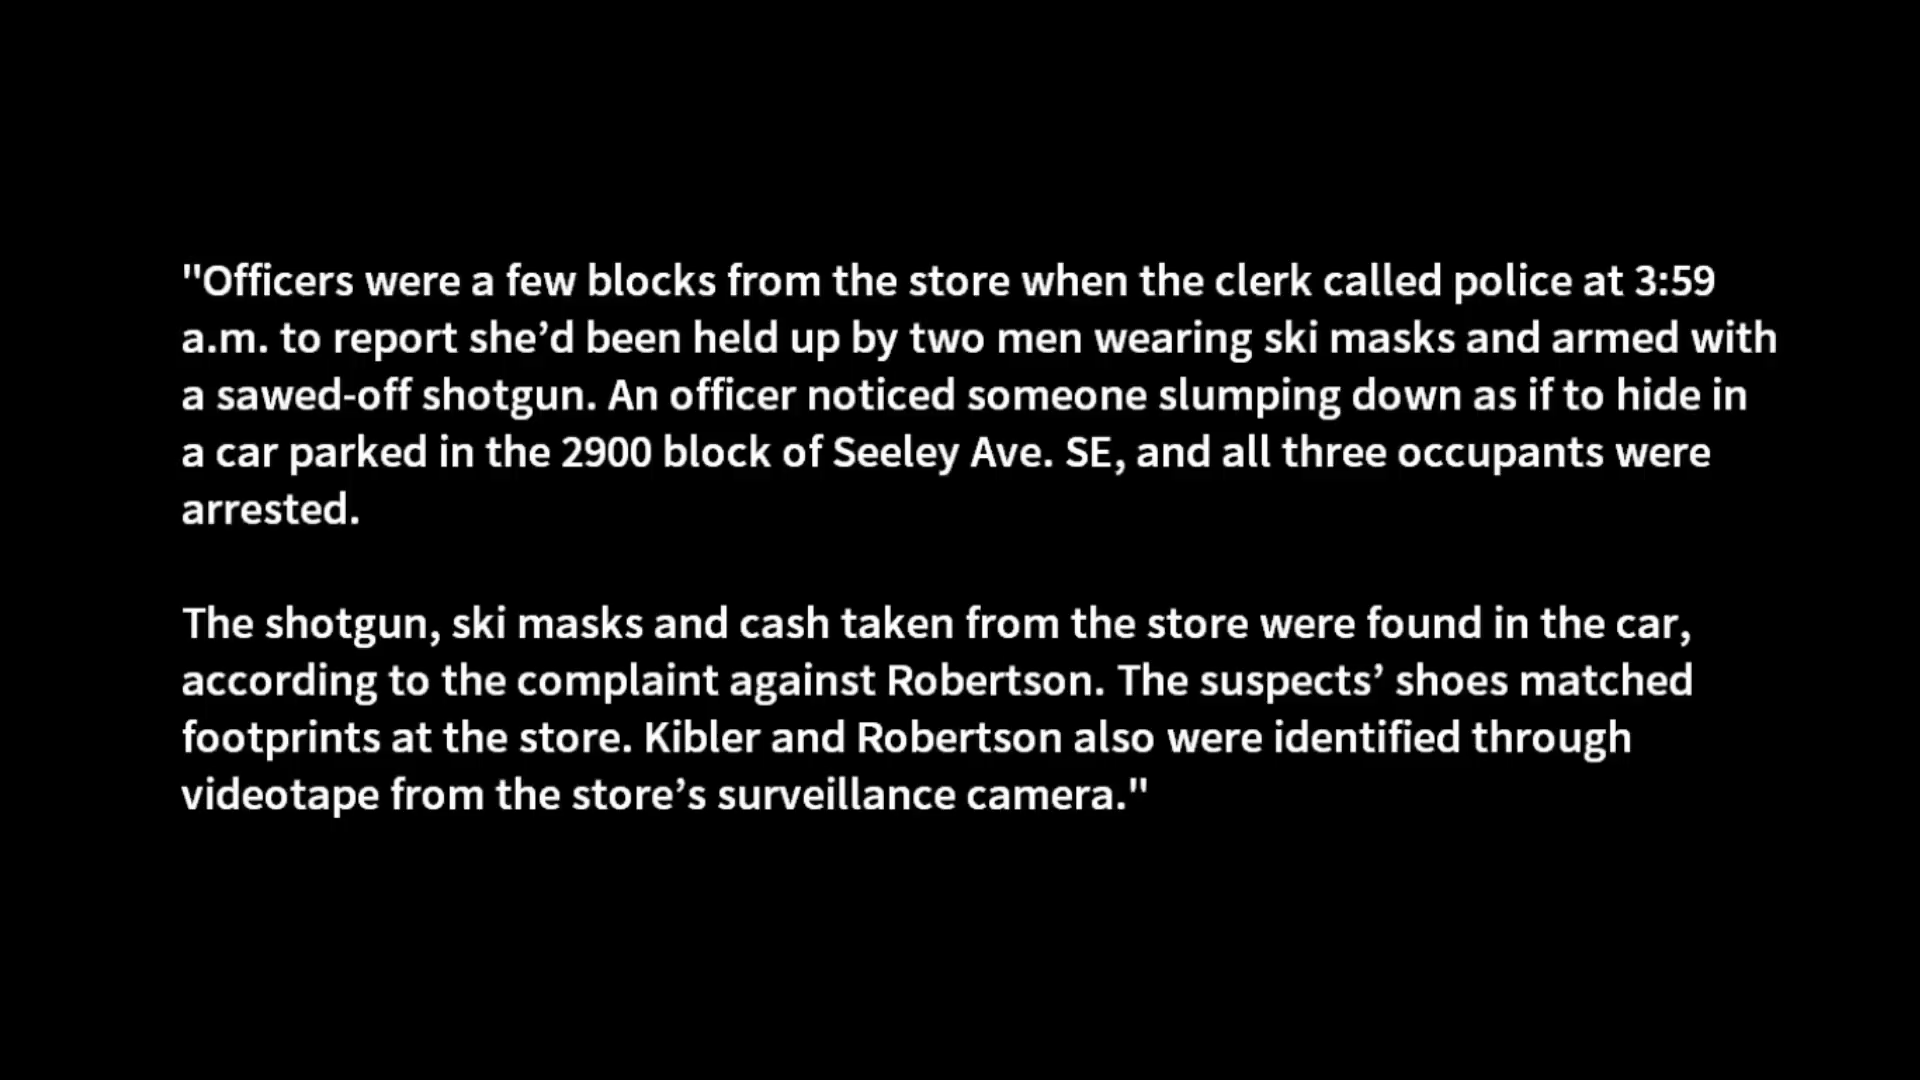 "Officers were a few blocks from the store when the clerk called police at 3:59
a.m. to report she’d been held up by two men wearing ski masks and armed with
a sawed-off shotgun. An officer noticed someone slumping down as if to hide in
a car parked in the 2900 block of Seeley Ave. SE, and all three occupants were
arrested.
The shotgun, ski masks and cash taken from the store were found in the car,
according to the complaint against Robertson. The suspects’ shoes matched
footprints at the store. Kibler and Robertson also were identified through
videotape from the store’s surveillance camera."